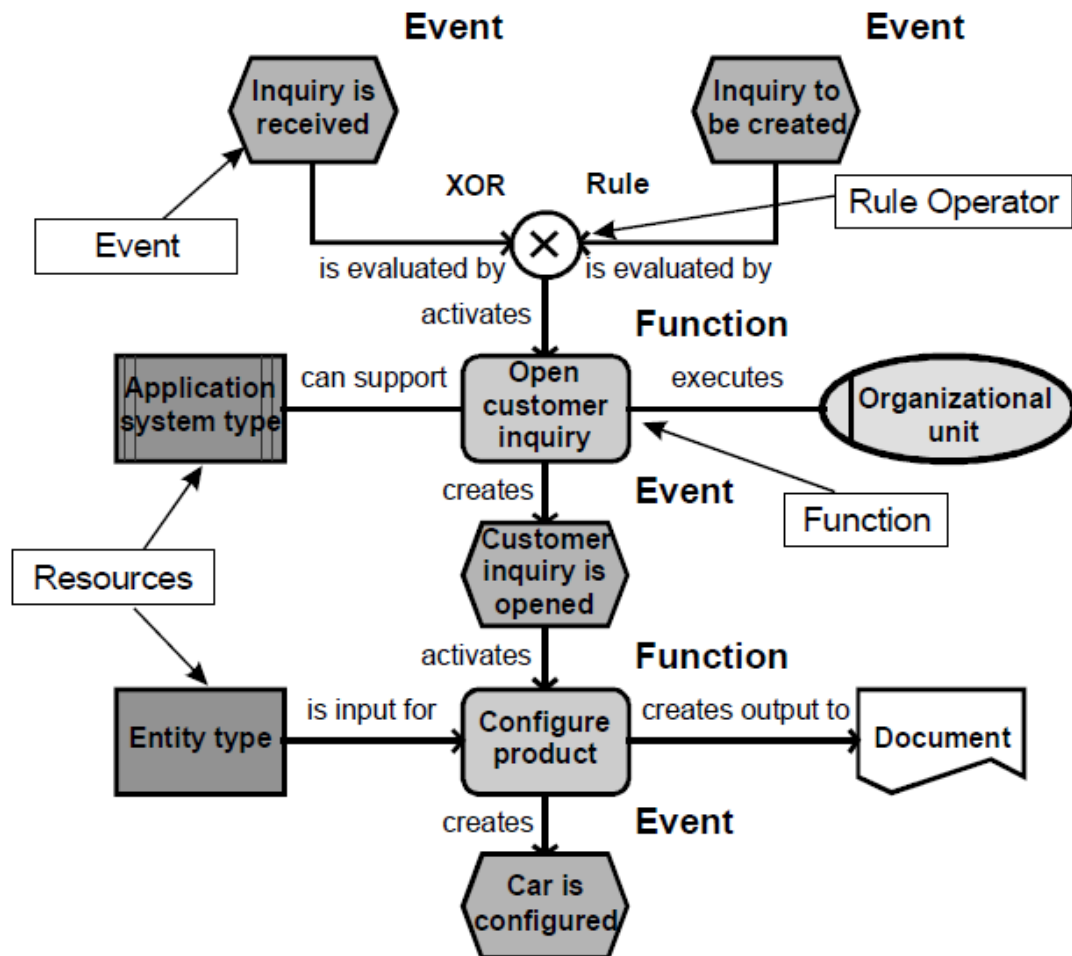 Event
Event
Inquiry is
received
Inquiry to
be created
XOR
Rule
Rule Operator
Event
is evaluated by
is evaluated by
activates
Function
Application
system type
can support
Open
customer
inquiry
executes
Organizational
unit
creates
Event
Function
Customer
inquiry is
opened
Resources
activates
Function
Entity type
is input for
Configure
product
creates output to
Document
creates
Event
Car is
configured